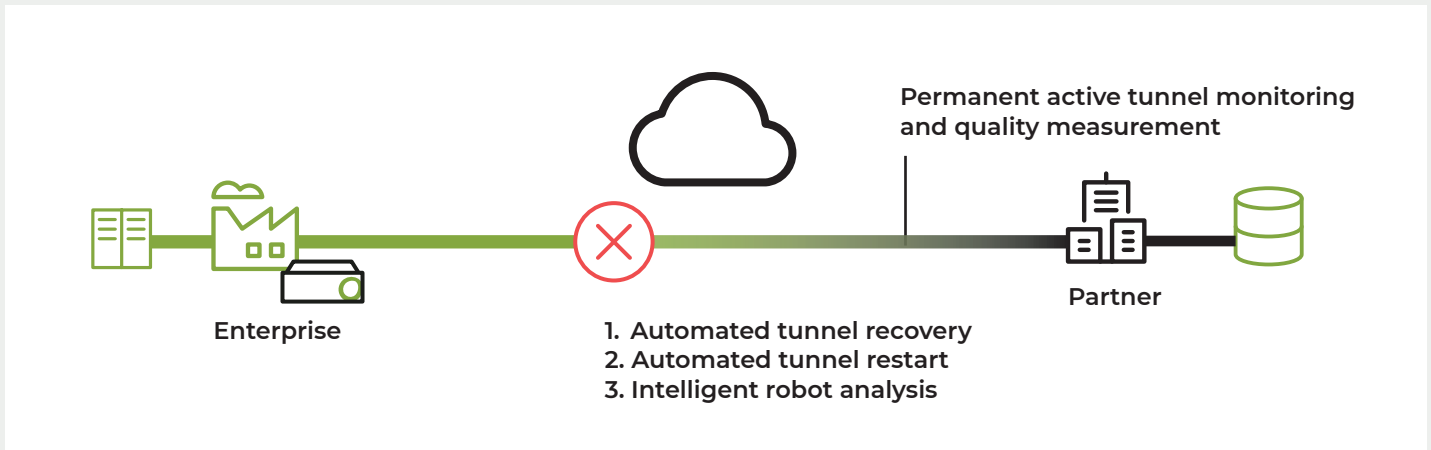 Permanent active tunnel monitoring
and quality measurement
Partner
Enterprise
1. Automated tunnel recovery
2. Automated tunnel restart
3. Intelligent robot analysis